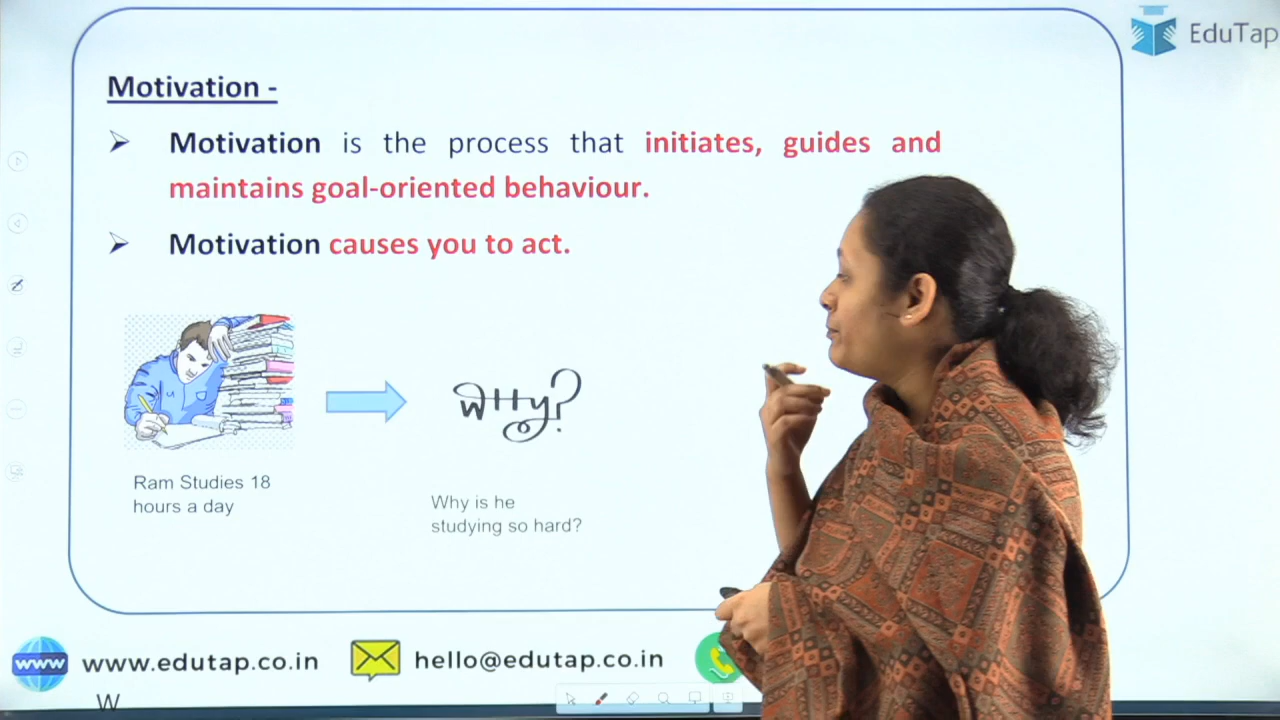 EduTap
Motivation -
➢ Motivation is the process that initiates, guides and
maintains goal-oriented behaviour.
➢ Motivation causes you to act.
WHy?
Ram Studies 18
hours a day
Why is he
studying so hard?
www www.edutap.co.in hello@edutap.co.in
W